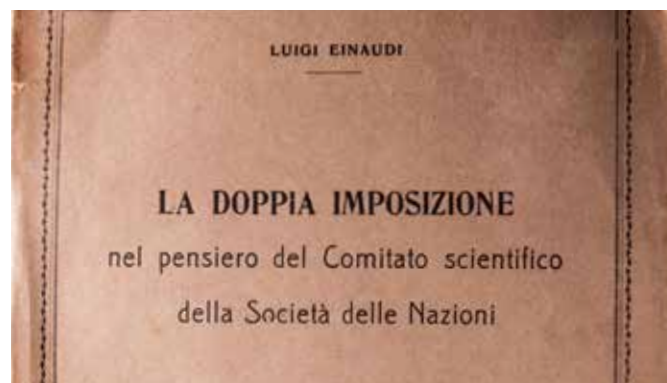 LUIGI EINAUDI
LA DOPPIA IMPOSIZIONE
nel pensiero del Comitato scientifico
della Società delle Nazioni